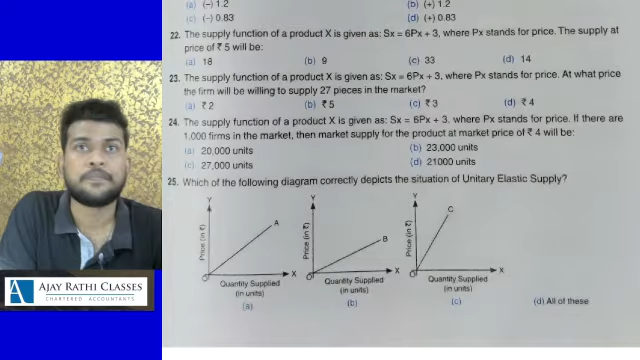 (a) (–) 1.2 (b) (+) 1.2
(c) (–) 0.83 (d) (+) 0.83
22. The supply function of a product X is given as: Sx = 6Px + 3, where Px stands for price. The supply at
price of ₹ 5 will be:
(a) 18 (b) 9 (c) 33 (d) 14
23. The supply function of a product X is given as: Sx = 6Px + 3, where Px stands for price. At what price
the firm will be willing to supply 27 pieces in the market?
(a) ₹ 2 (b) ₹ 5 (c) ₹ 3 (d) ₹ 4
24. The supply function of a product X is given as: Sx = 6Px + 3, where Px stands for price. If there are
1,000 firms in the market, then market supply for the product at market price of ₹ 4 will be:
(a) 20,000 units (b) 23,000 units
(c) 27,000 units (d) 21000 units
25. Which of the following diagram correctly depicts the situation of Unitary Elastic Supply?
Y Y Y
A B C
Price (in ₹) Price (in ₹) Price (in ₹)
O X O X O X
Quantity Supplied Quantity Supplied Quantity Supplied
(in units) (in units) (in units)
(a) (b) (c) (d) All of these
A AJAY RATHI CLASSES
CHARTERED ACCOUNTANTS